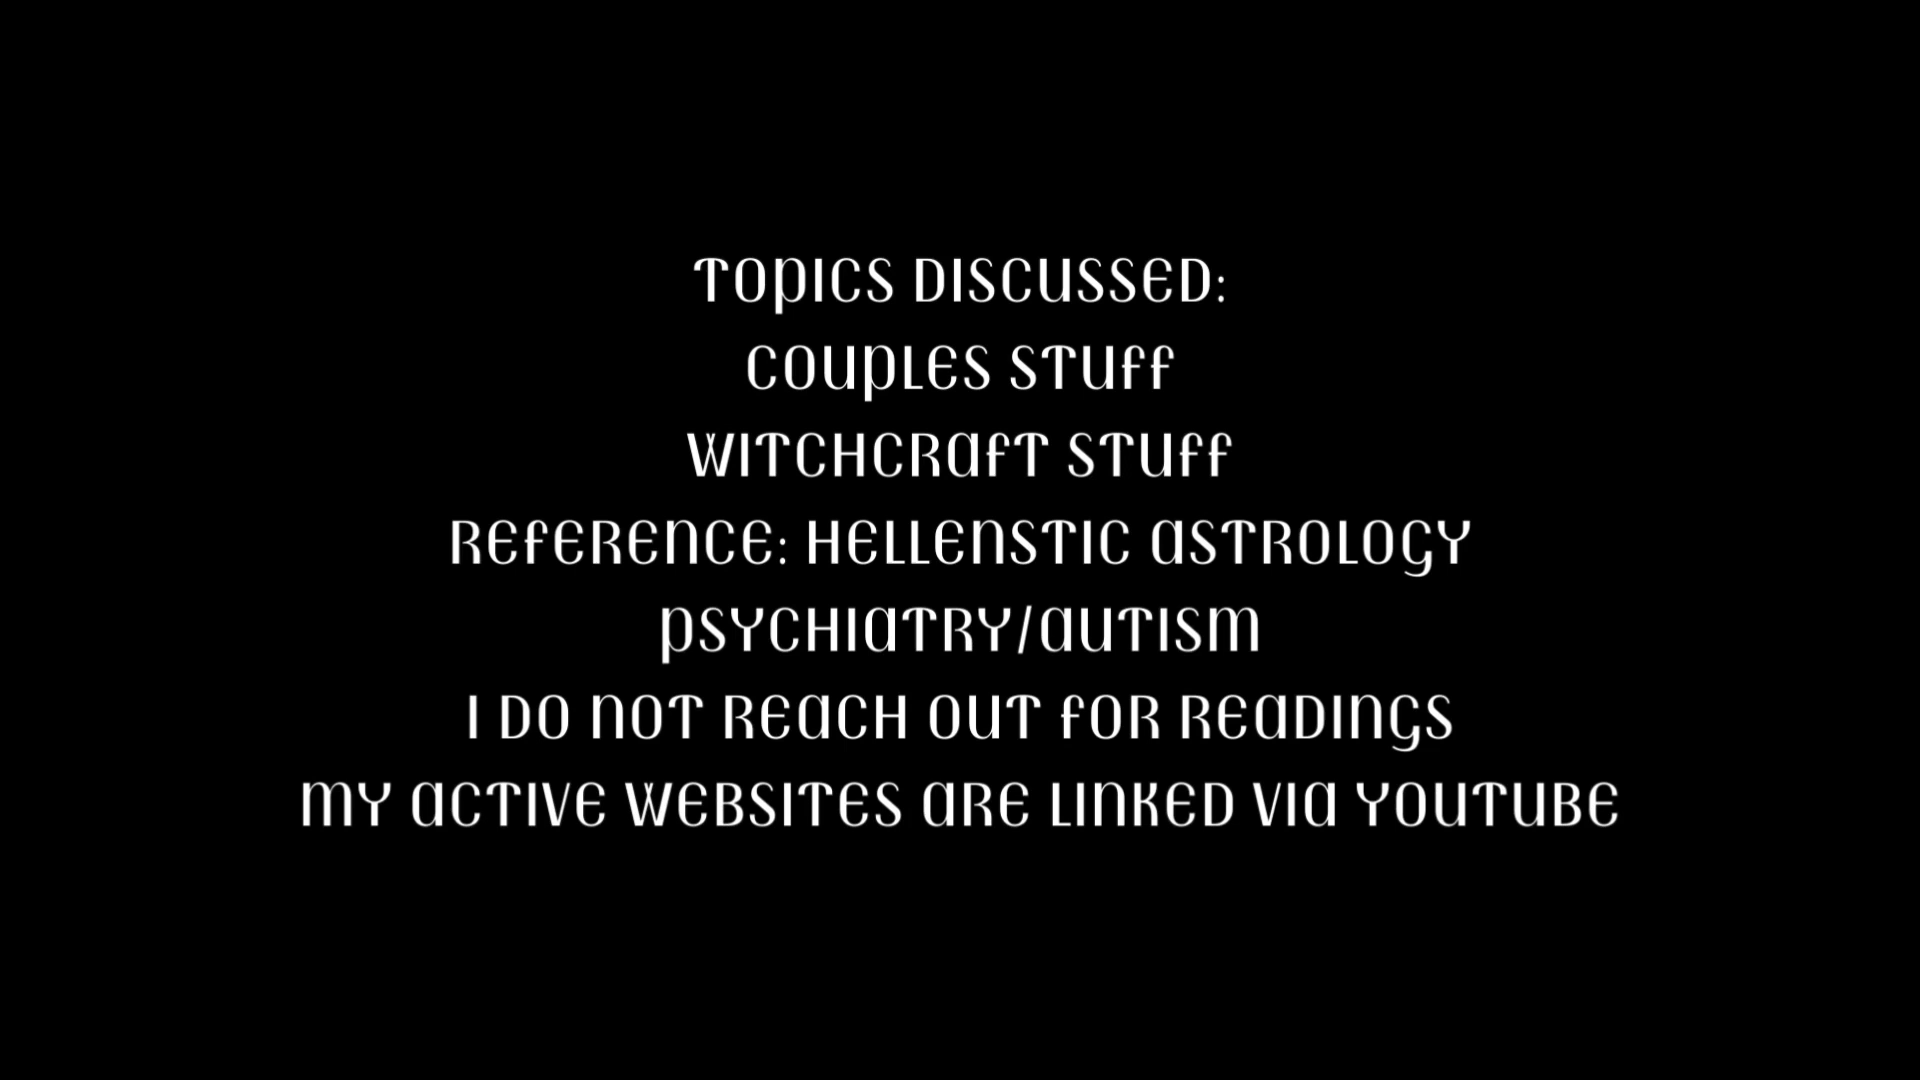 TOPICS DISCUSSED:
COUPLES STUFF
WITCHCRAFT STUFF
REFERENCE: HELLENSTIC ASTROLOGY
PSYCHIATRY/AUTISM
I DO NOT REACH OUT FOR READINGS
MY ACTIVE WEBSITES ARE LINKED VIA YOUTUBE